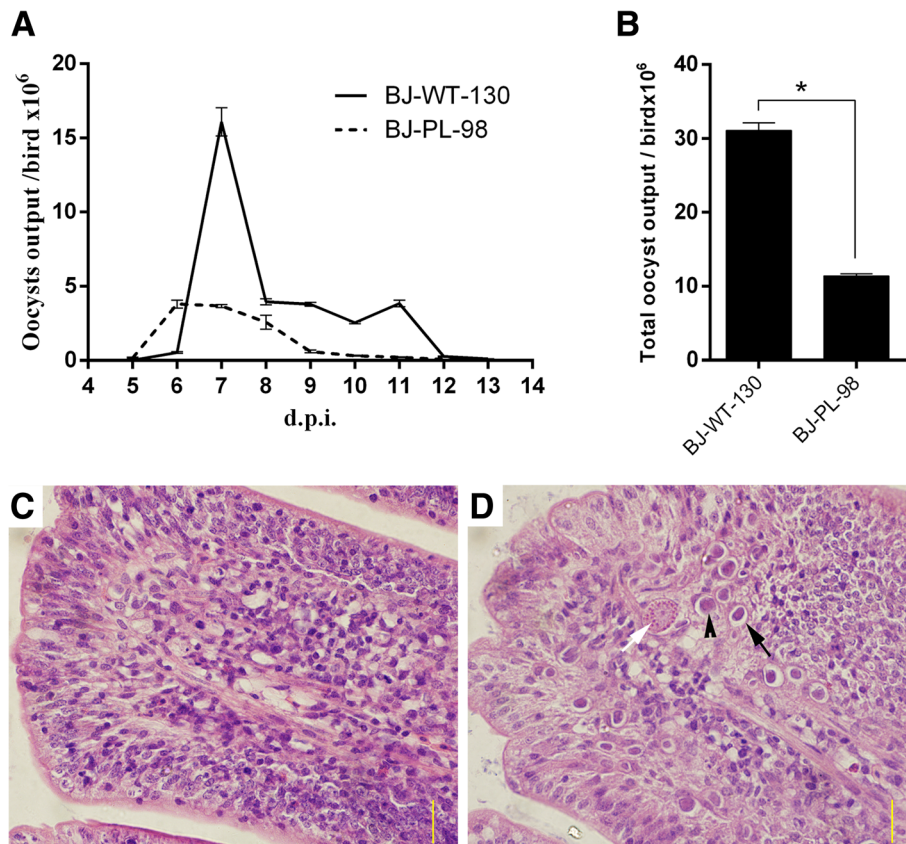 A
Oocysts output /bird x10⁶
20
15
10
5
0
4 5 6 7 8 9 10 11 12 13 14
d.p.i.
BJ-WT-130
BJ-PL-98
B
Total oocyst output / birdx10⁶
40
30
20
10
0
*
BJ-WT-130
BJ-PL-98
C
D